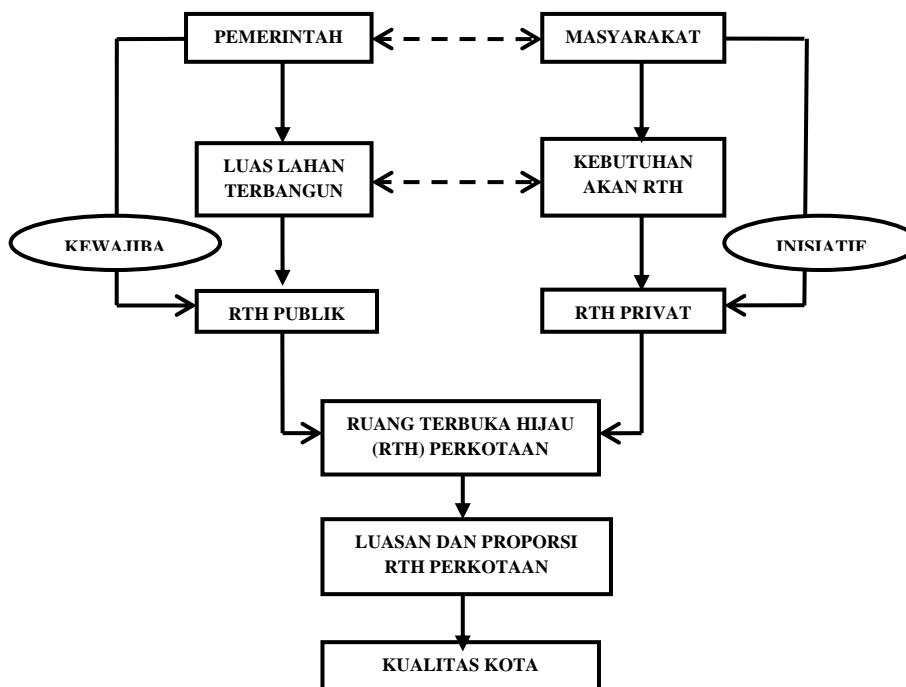 PEMERINTAH
MASYARAKAT
LUAS LAHAN
TERBANGUN
KEBUTUHAN
AKAN RTH
KEWAJIBA
INISIATIF
RTH PUBLIK
RTH PRIVAT
RUANG TERBUKA HIJAU
(RTH) PERKOTAAN
LUASAN DAN PROPORSI
RTH PERKOTAAN
KUALITAS KOTA